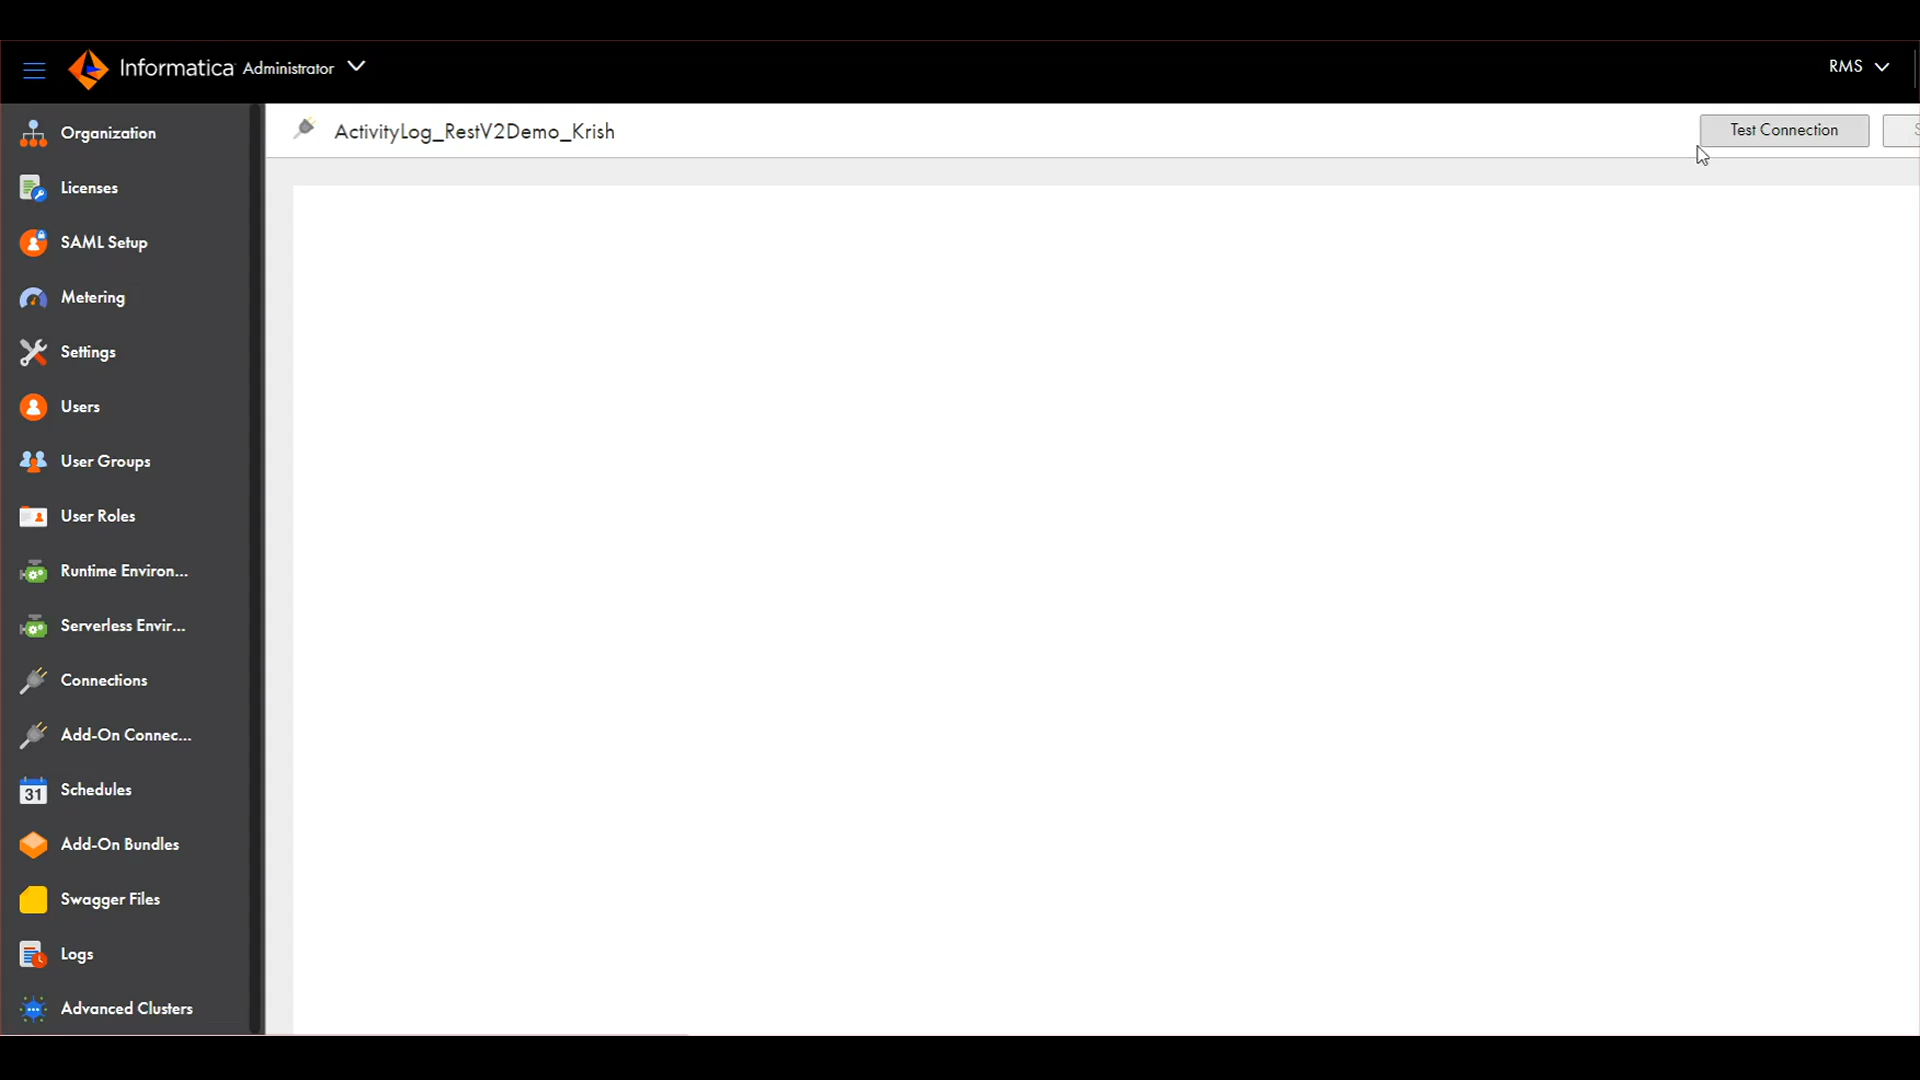 Informatica Administrator
RMS
Organization
ActivityLog_RestV2Demo_Krish
Test Connection
Licenses
SAML Setup
Metering
Settings
Users
User Groups
User Roles
Runtime Environ...
Serverless Envir...
Connections
Add-On Connec...
31
Schedules
Add-On Bundles
Swagger Files
Logs
Advanced Clusters